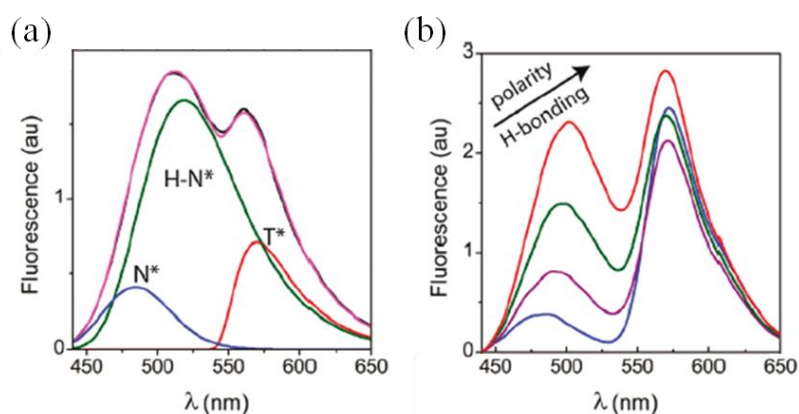 (a)
Fluorescence (au)
1
0
H-N*
N*
T*
450 500 550 600 650
λ (nm)
(b)
Fluorescence (au)
3
2
1
0
polarity
H-bonding
450 500 550 600 650
λ (nm)